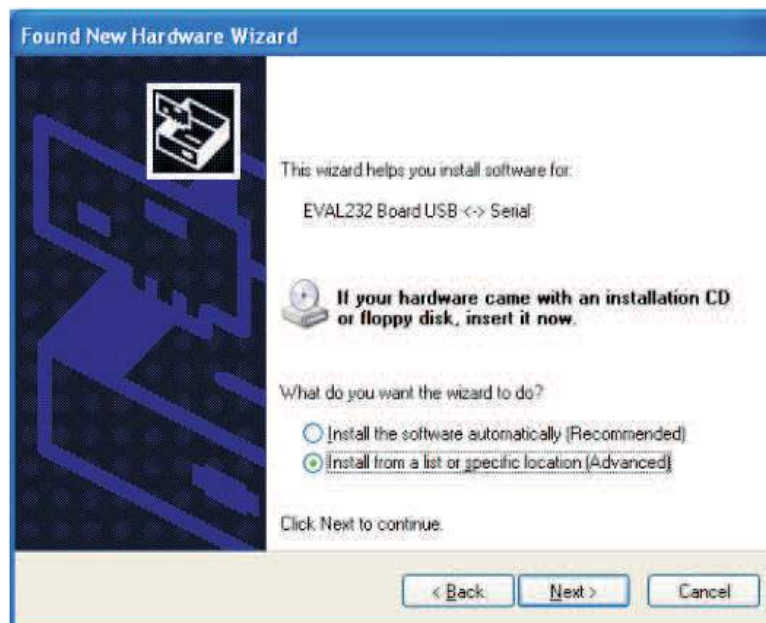 Found New Hardware Wizard
This wizard helps you install software for:
EVAL232 Board USB <-> Serial
If your hardware came with an installation CD
or floppy disk, insert it now.
What do you want the wizard to do?
Install the software automatically (Recommended)
Install from a list or specific location (Advanced)
Click Next to continue.
< Back Next > Cancel